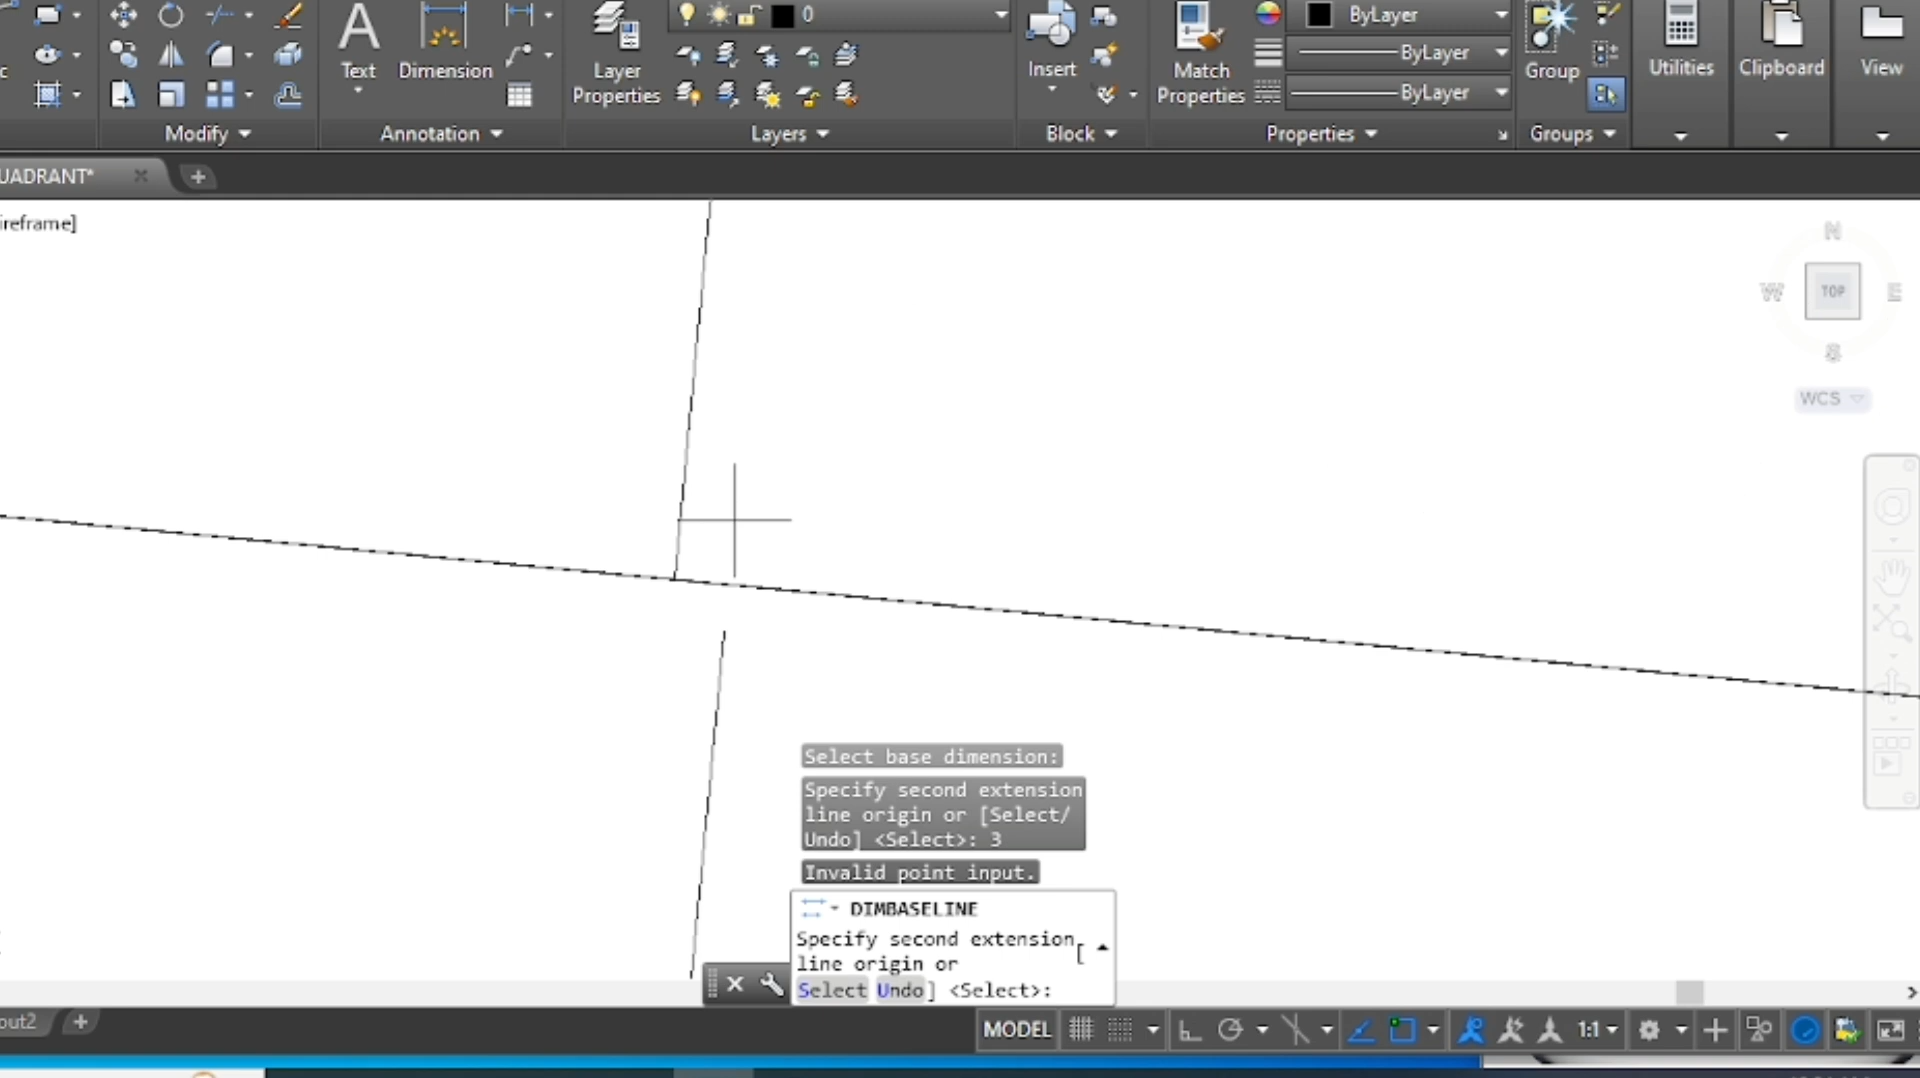 0
ByLayer
Text
Dimension
Layer
Properties
Insert
Match
Properties
ByLayer
ByLayer
Group
Utilities
Clipboard
View
Modify
Annotation
Layers
Block
Properties
Groups
UADRANT*
ireframe]
N
W
TOP
E
S
WCS
Select base dimension:
Specify second extension
line origin or [Select/
Undo] <Select>: 3
Invalid point input.
DIMBASELINE
Specify second extension
[
line origin or
Select Undo] <Select>:
out2
MODEL
1:1